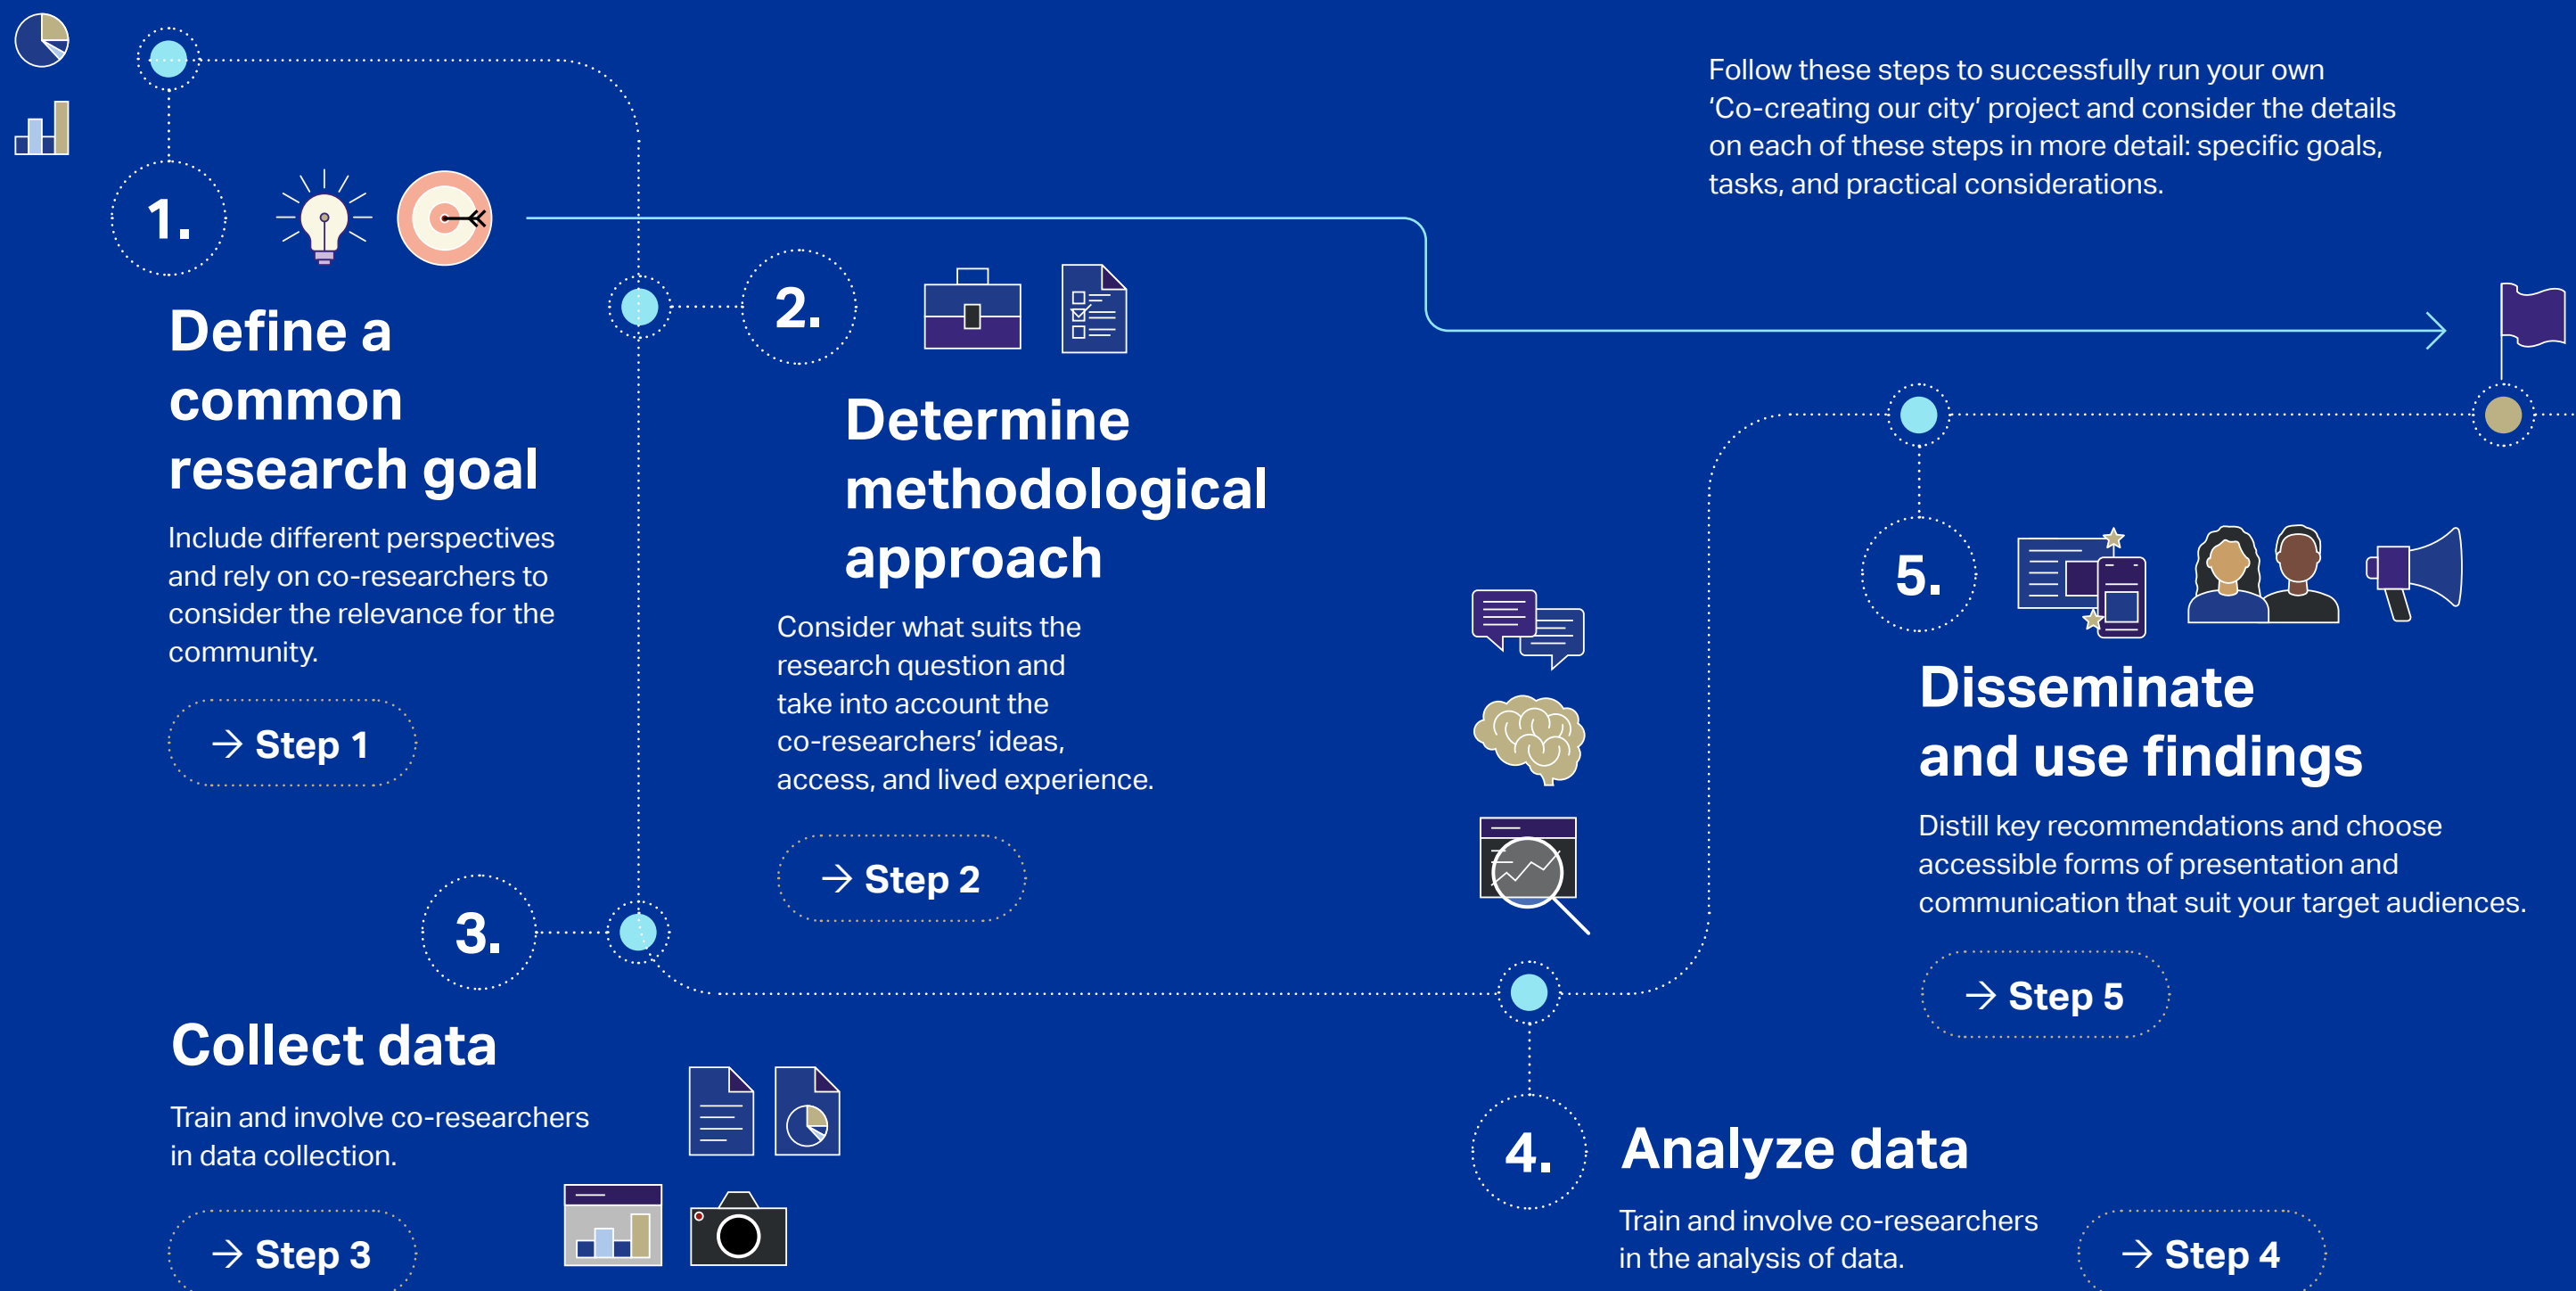 Follow these steps to successfully run your own
‘Co-creating our city’ project and consider the details
on each of these steps in more detail: specific goals,
tasks, and practical considerations.
1.
Define a
common
research goal
Include different perspectives
and rely on co-researchers to
consider the relevance for the
community.
→ Step 1
2.
Determine
methodological
approach
Consider what suits the
research question and
take into account the
co-researchers’ ideas,
access, and lived experience.
→ Step 2
3.
Collect data
Train and involve co-researchers
in data collection.
→ Step 3
4.
Analyze data
Train and involve co-researchers
in the analysis of data.
→ Step 4
5.
Disseminate
and use findings
Distill key recommendations and choose
accessible forms of presentation and
communication that suit your target audiences.
→ Step 5